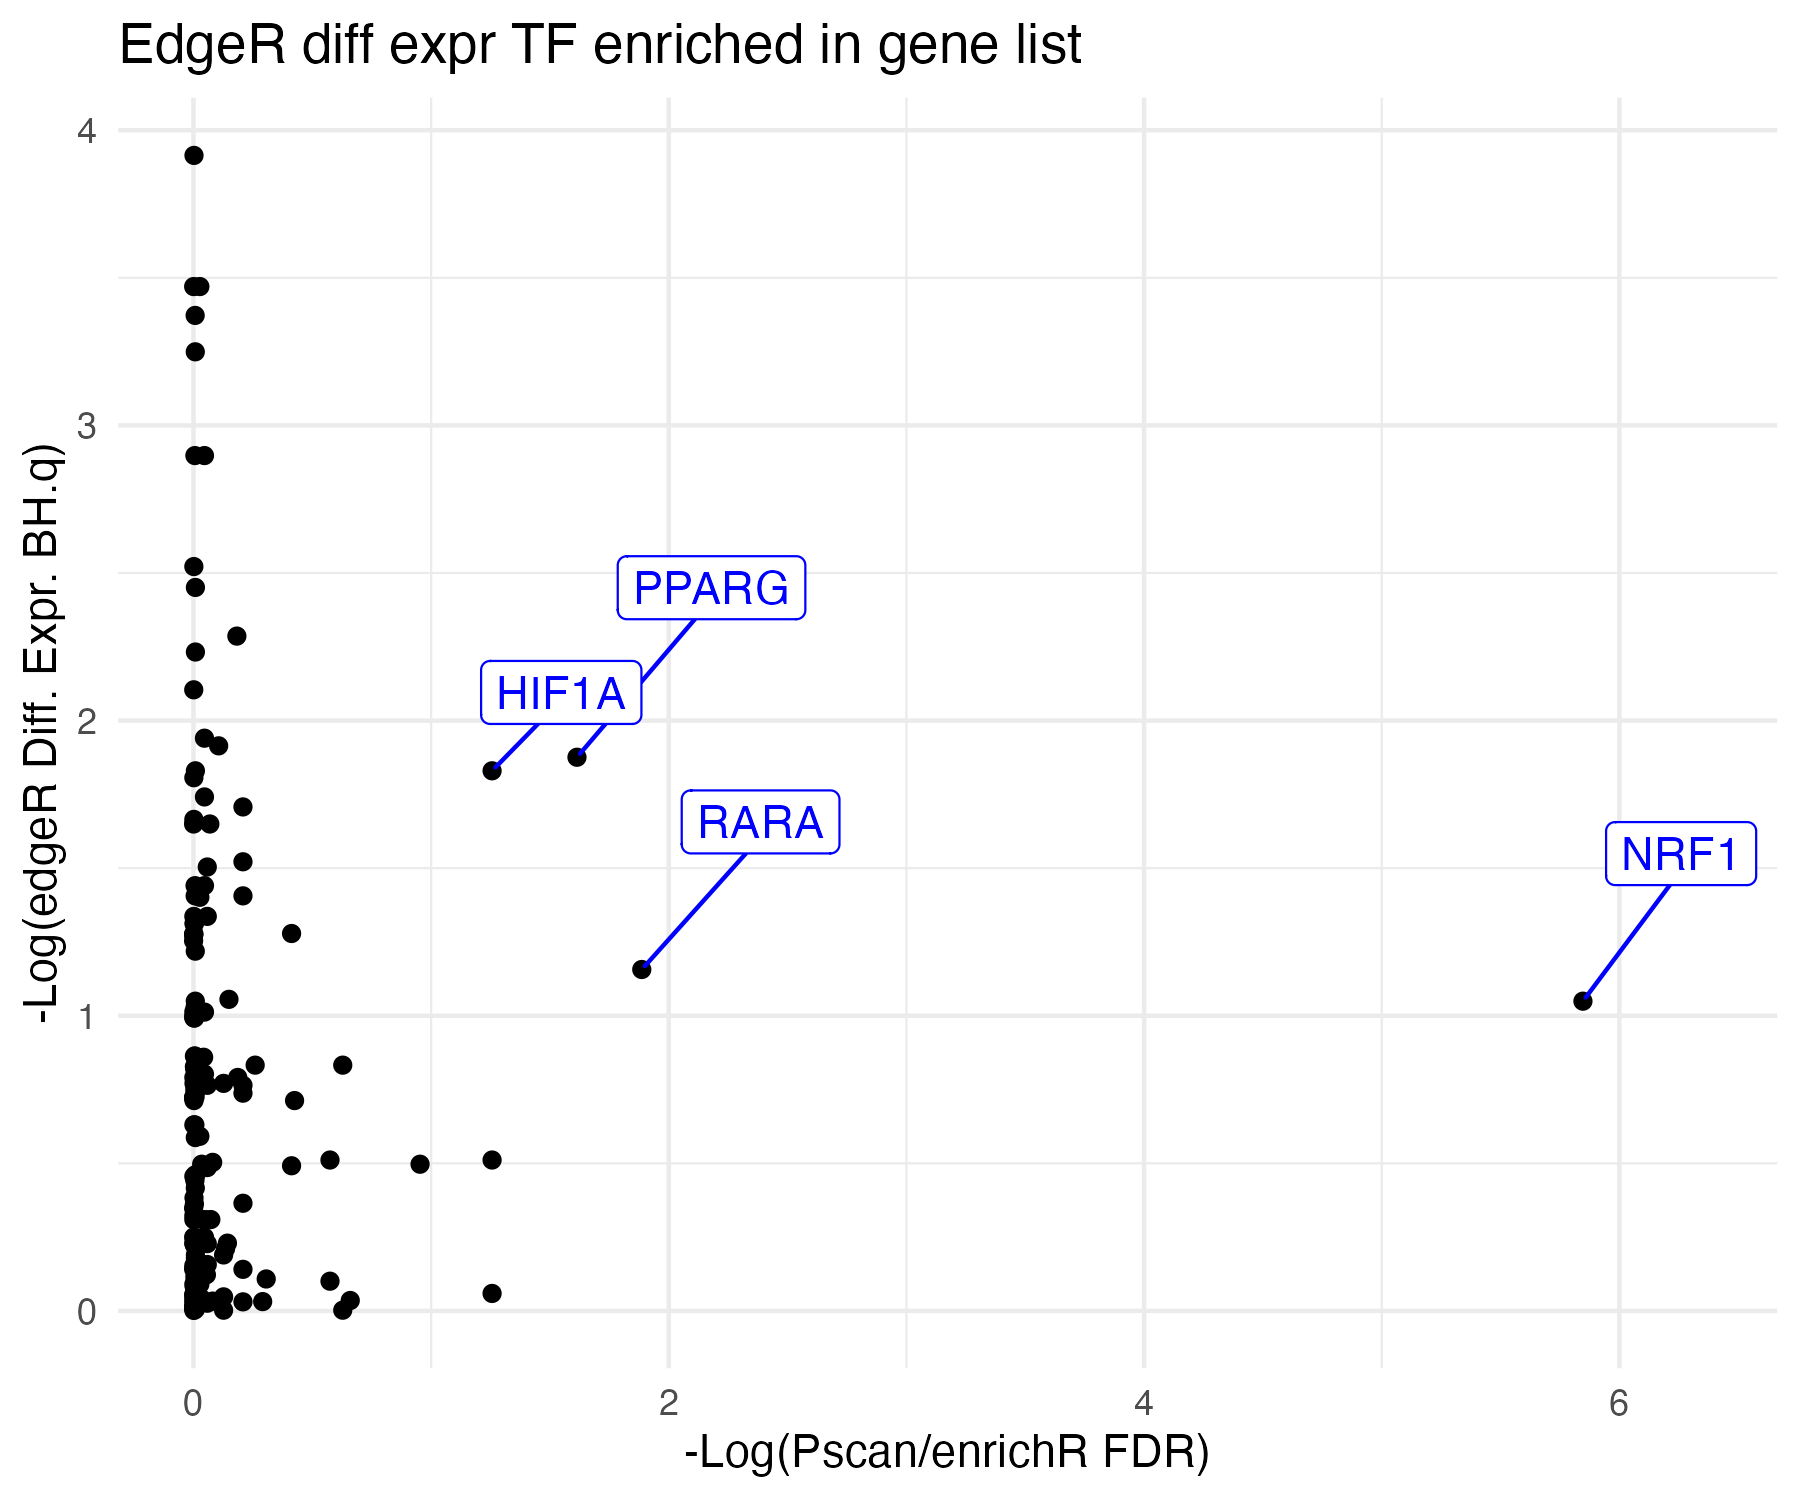 EdgeR diff expr TF enriched in gene list
-Log(edgeR Diff. Expr. BH.q)
4
3
2
1
0
PPARG
HIF1A
RARA
NRF1
0 2 4 6
-Log(Pscan/enrichR FDR)